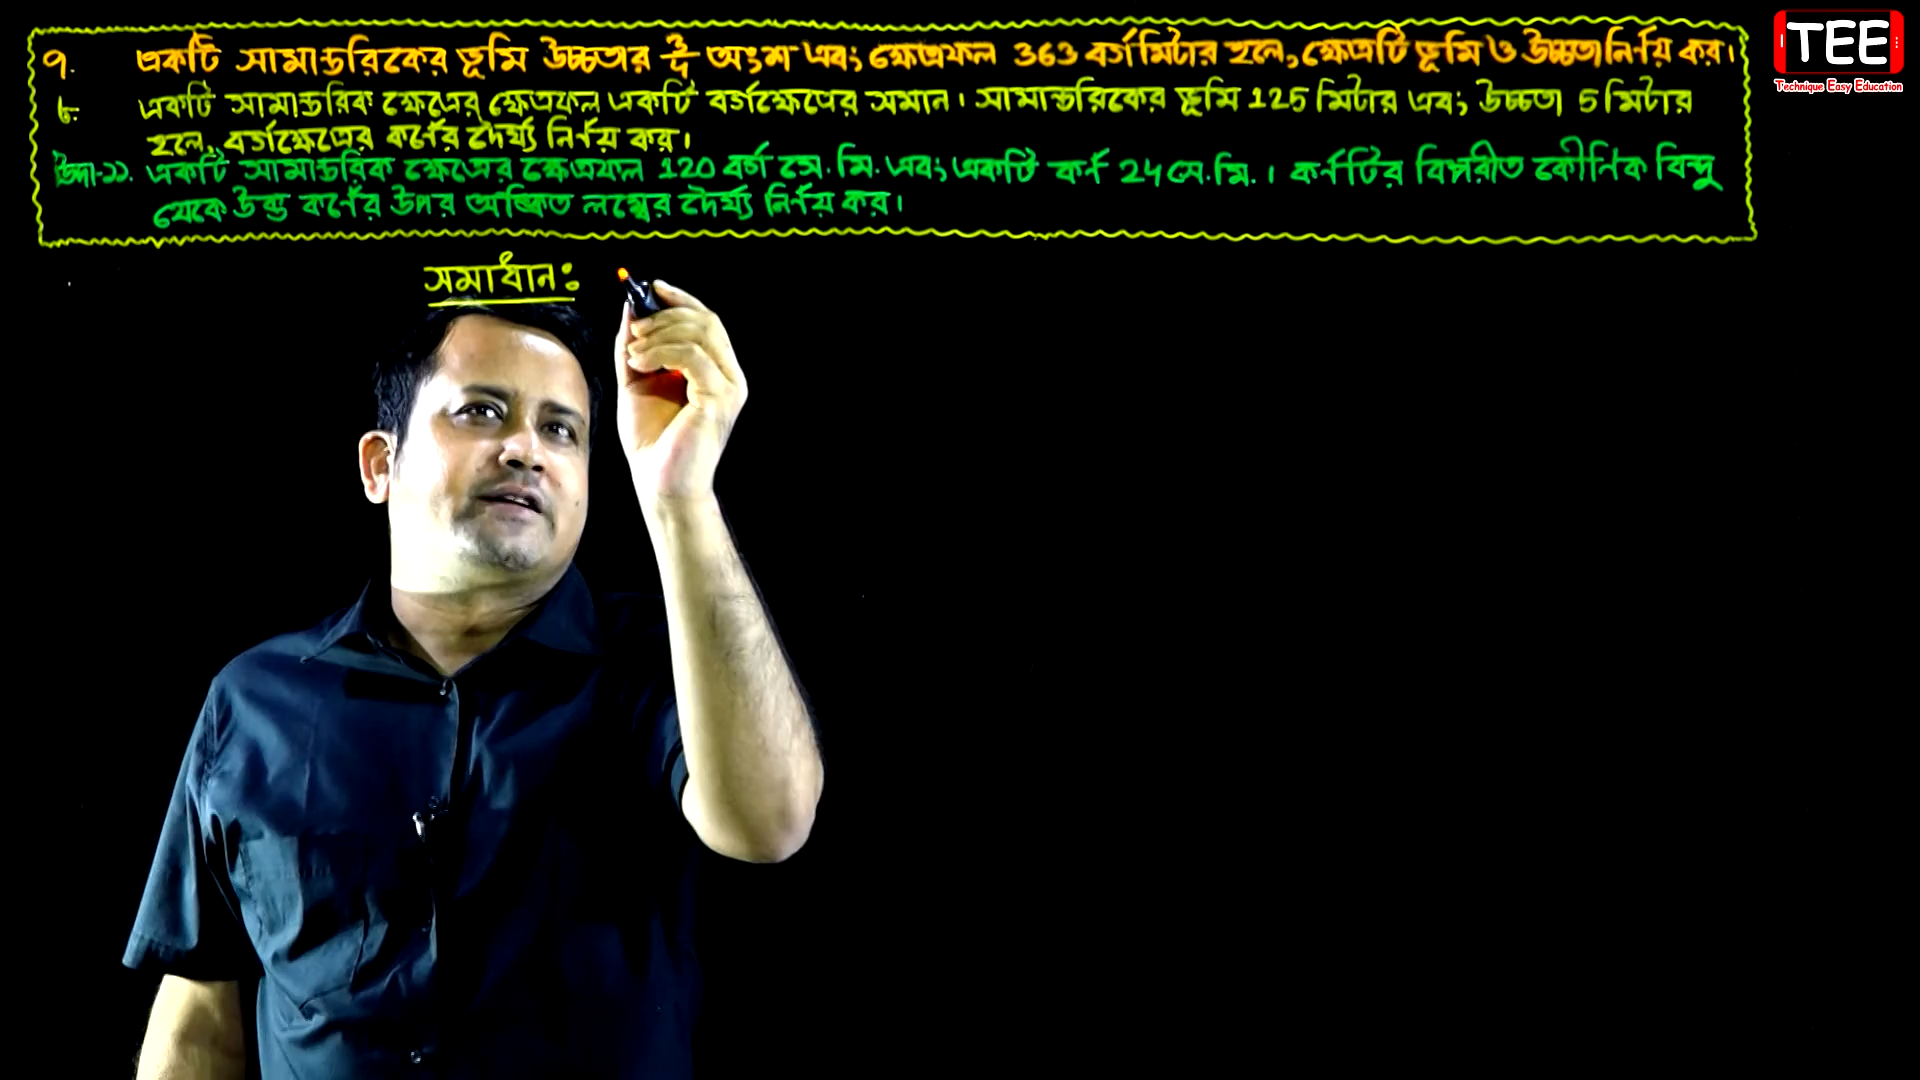 ৭. একটি সামান্তরিকের ভূমি উচ্চতার ৩/৪ অংশ এবং ক্ষেত্রফল 363 বর্গমিটার হলে, ক্ষেত্রটি ভূমি ও উচ্চতা নির্ণয় কর।
৮. একটি সামান্তরিক ক্ষেত্রের ক্ষেত্রফল একটি বর্গক্ষেত্রের সমান। সামান্তরিকের ভূমি 125 মিটার এবং উচ্চতা 5 মিটার
হলে, বর্গক্ষেত্রের কর্ণের দৈর্ঘ্য নির্ণয় কর।
উদা-১১. একটি সামান্তরিক ক্ষেত্রের ক্ষেত্রফল 120 বর্গ সে.মি. এবং একটি কর্ণ 24 সে.মি.। কর্ণটির বিপরীত কৌণিক বিন্দু
থেকে উক্ত কর্ণের উপর অঙ্কিত লম্বের দৈর্ঘ্য নির্ণয় কর।
সমাধান:
TEE
Technique Easy Education